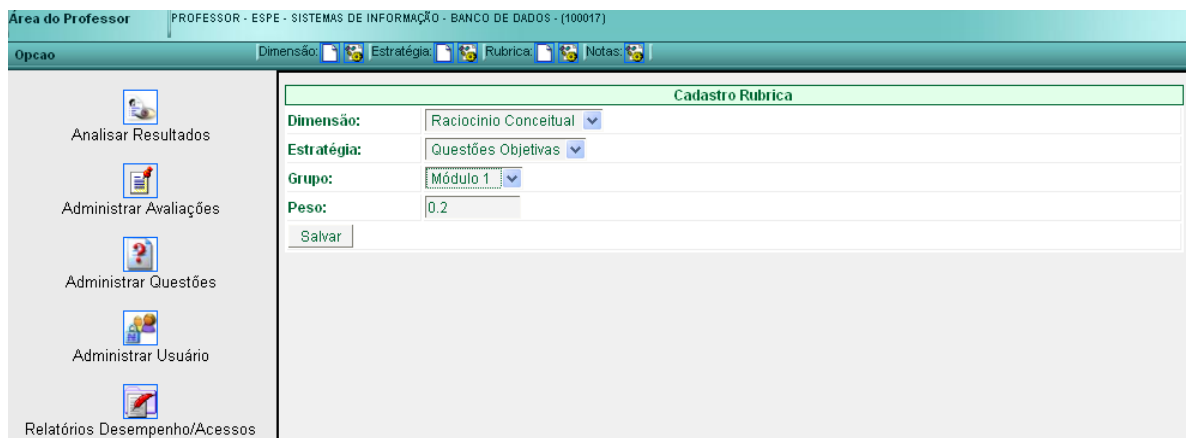 Área do Professor
PROFESSOR - ESPE - SISTEMAS DE INFORMAÇÃO - BANCO DE DADOS - (100017)
Opcao
Dimensão: Estratégia: Rubrica: Notas:
Analisar Resultados
Administrar Avaliações
Administrar Questões
Administrar Usuário
Relatórios Desempenho/Acessos
Cadastro Rubrica
Dimensão: Raciocinio Conceitual
Estratégia: Questões Objetivas
Grupo: Módulo 1
Peso: 0.2
Salvar